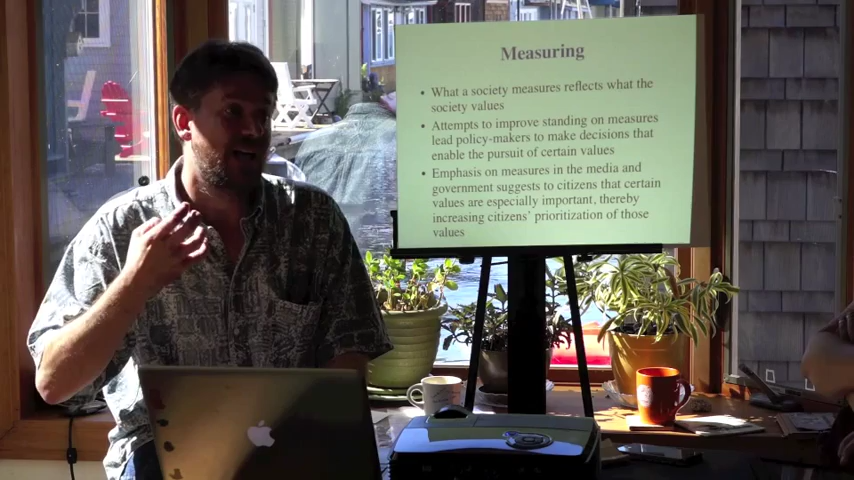 Measuring
• What a society measures reflects what the
society values
• Attempts to improve standing on measures
lead policy-makers to make decisions that
enable the pursuit of certain values
• Emphasis on measures in the media and
government suggests to citizens that certain
values are especially important, thereby
increasing citizens' prioritization of those
values